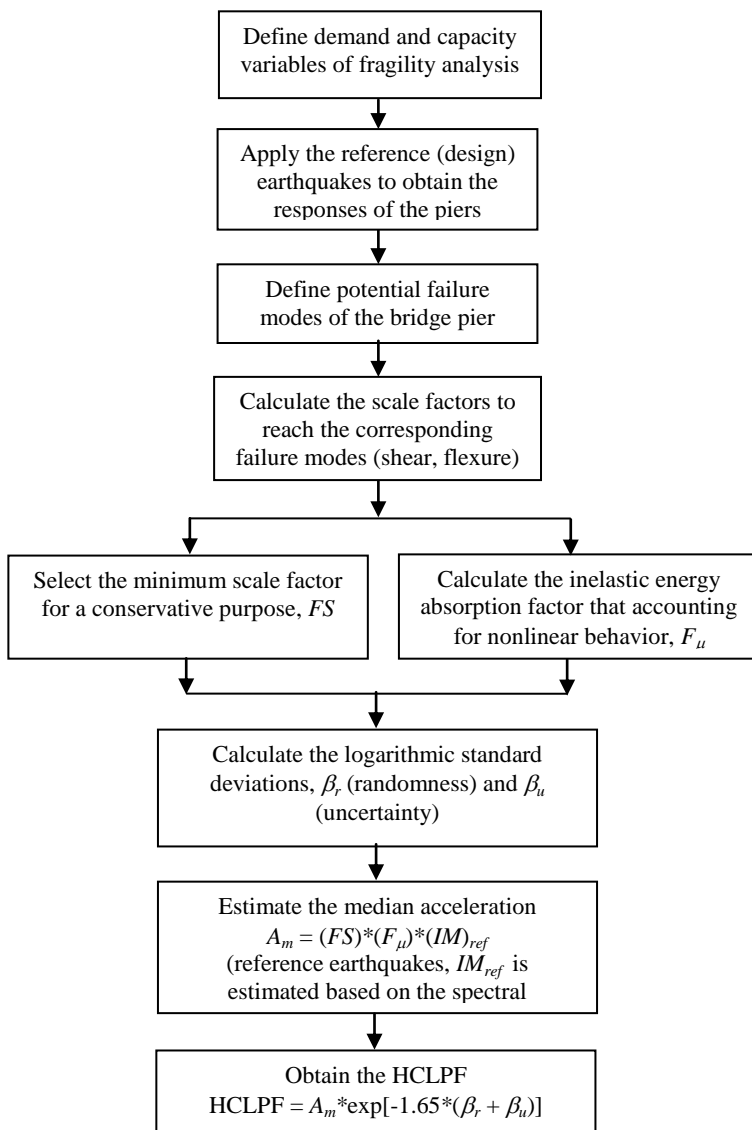 Define demand and capacity
variables of fragility analysis
Apply the reference (design)
earthquakes to obtain the
responses of the piers
Define potential failure
modes of the bridge pier
Calculate the scale factors to
reach the corresponding
failure modes (shear, flexure)
Select the minimum scale factor
for a conservative purpose, FS
Calculate the inelastic energy
absorption factor that accounting
for nonlinear behavior, Fμ
Calculate the logarithmic standard
deviations, βr (randomness) and βu
(uncertainty)
Estimate the median acceleration
Am = (FS)*(Fμ)*(IM)ref
(reference earthquakes, IMref is
estimated based on the spectral
Obtain the HCLPF
HCLPF = Am*exp[-1.65*(βr + βu)]